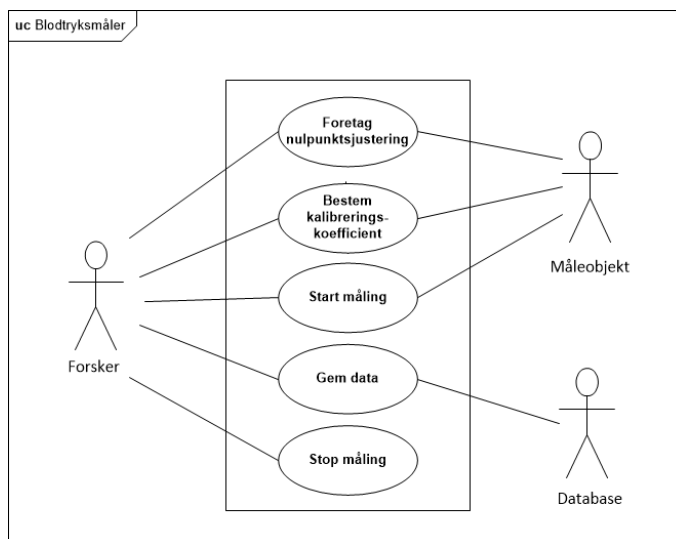 uc Blodtryksmåler
Foretag
nulpunktsjustering
Bestem
kalibrerings-
koefficient
Start måling
Gem data
Stop måling
Forsker
Måleobjekt
Database